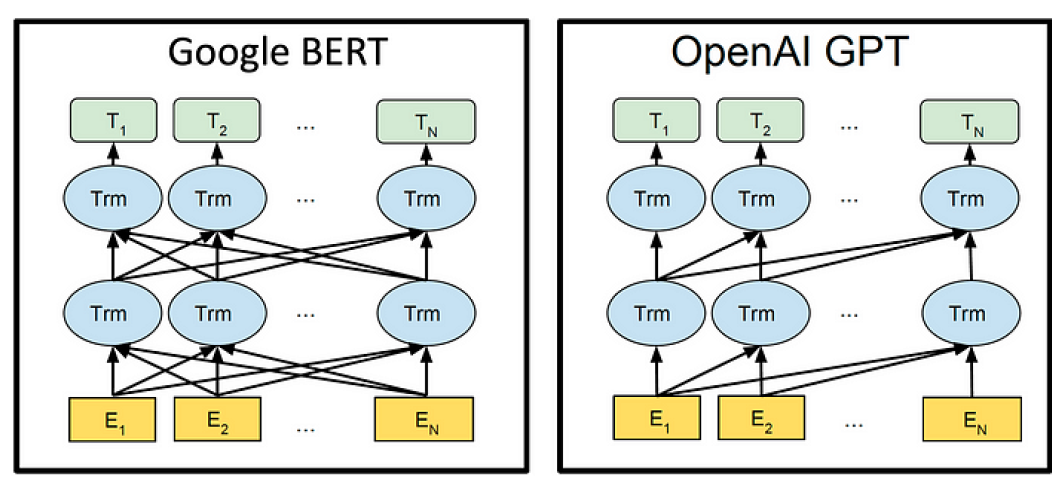 Google BERT
T1 T2 ... TN
Trm Trm ... Trm
Trm Trm ... Trm
E1 E2 ... EN
OpenAI GPT
T1 T2 ... TN
Trm Trm ... Trm
Trm Trm ... Trm
E1 E2 ... EN